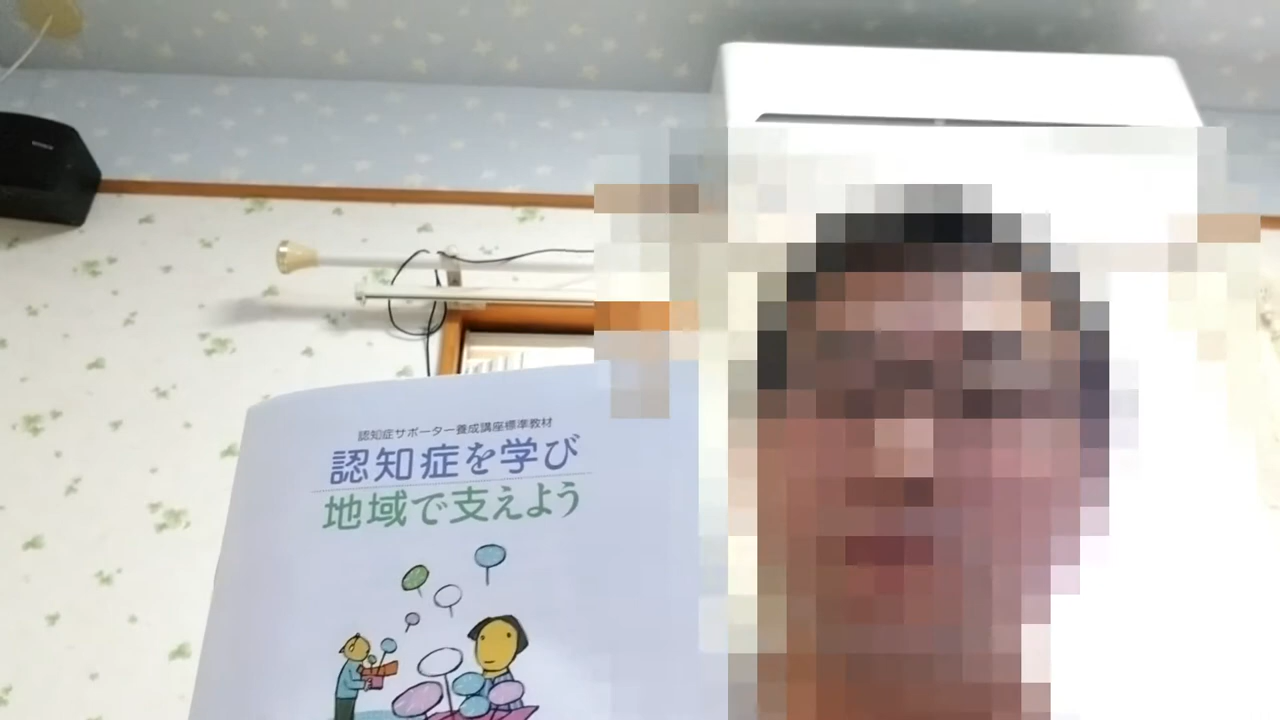 認知症サポーター養成講座標準教材
認知症を学び
地域で支えよう